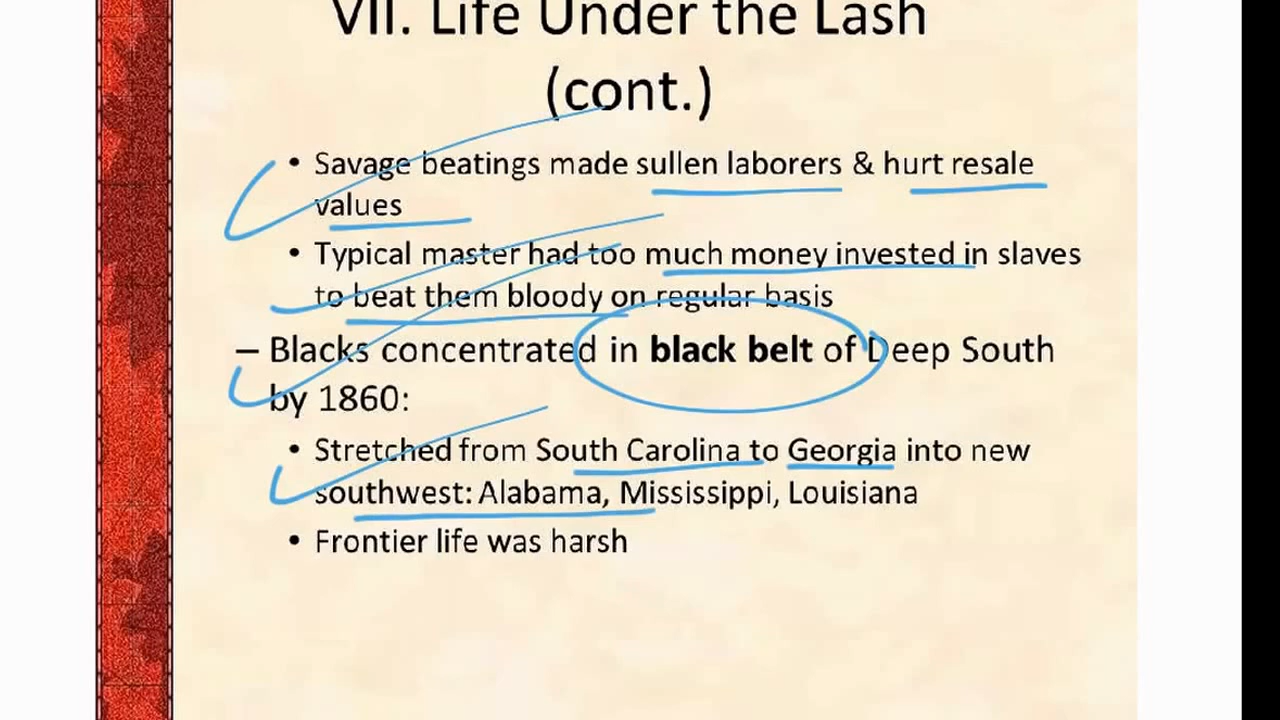 VII. Life Under the Lash
(cont.)
• Savage beatings made sullen laborers & hurt resale
values
• Typical master had too much money invested in slaves
to beat them bloody on regular basis
– Blacks concentrated in black belt of Deep South
by 1860:
• Stretched from South Carolina to Georgia into new
southwest: Alabama, Mississippi, Louisiana
• Frontier life was harsh